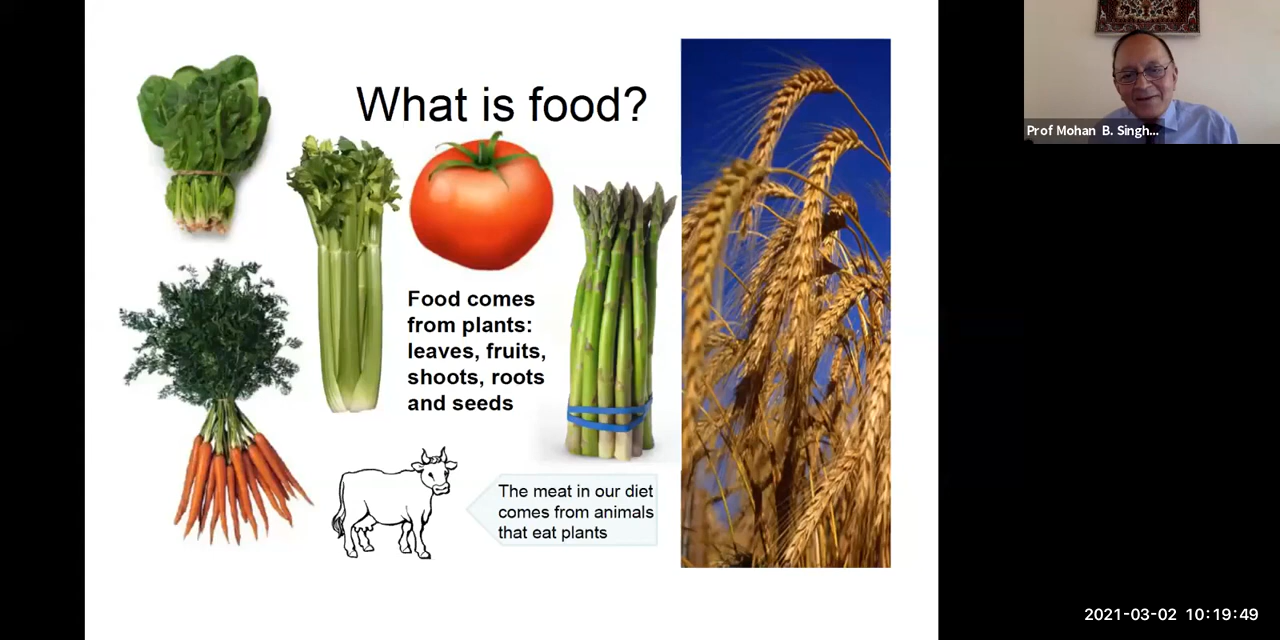 What is food?
Prof Mohan B. Singh...
Food comes
from plants:
leaves, fruits,
shoots, roots
and seeds
The meat in our diet
comes from animals
that eat plants
2021-03-02 10:19:49